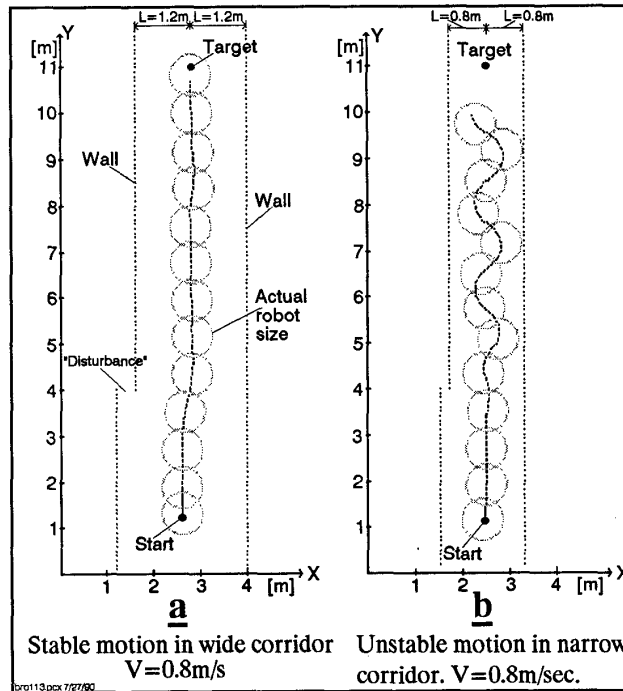 L=1.2m L=1.2m
Y
[m]
Target
11
10
9
8
7
6
5
4
3
2
1
Wall
Wall
Actual
robot
size
"Disturbance"
Start
1 2 3 4 X
[m]
a
Stable motion in wide corridor
V=0.8m/s
L=0.8m L=0.8m
Y
[m]
Target
11
10
9
8
7
6
5
4
3
2
1
Start
1 2 3 4 X
[m]
b
Unstable motion in narrow
corridor. V=0.8m/sec.
pro113.pcx 7/27/90